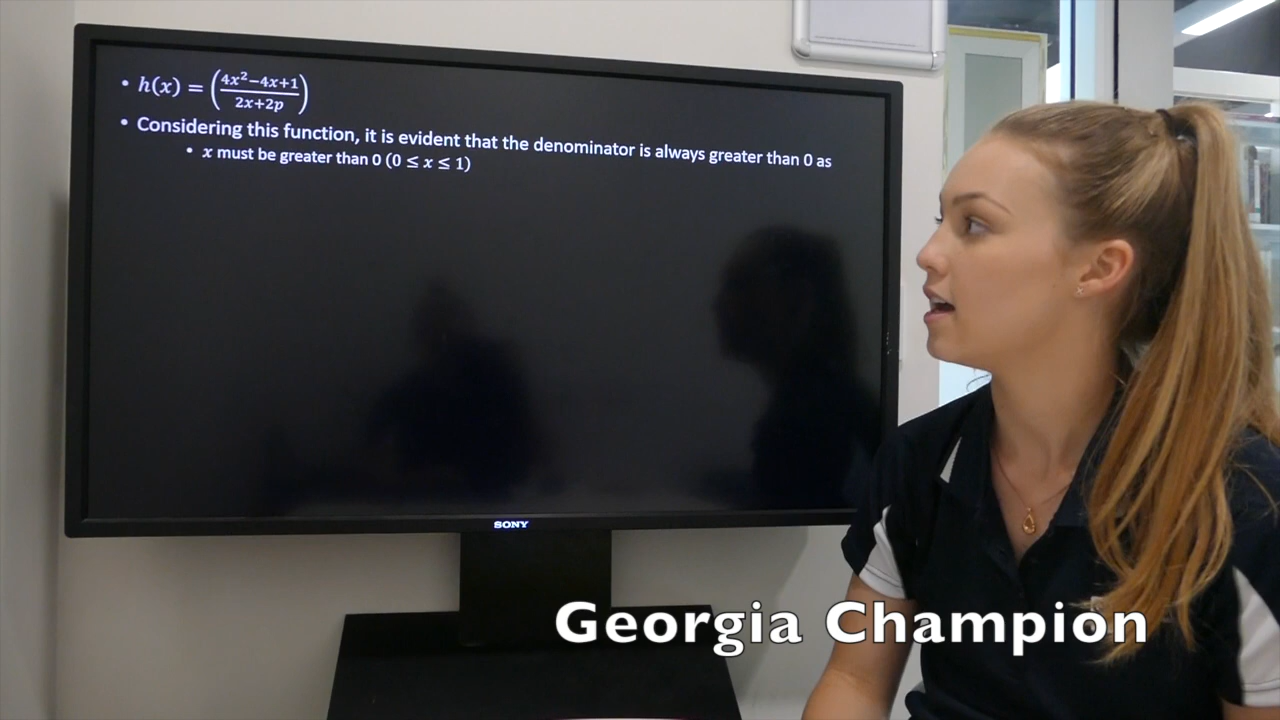 • h(x) = ((4x²−4x+1)/(2x+2p))
• Considering this function, it is evident that the denominator is always greater than 0 as
• x must be greater than 0 (0 ≤ x ≤ 1)
SONY
Georgia Champion